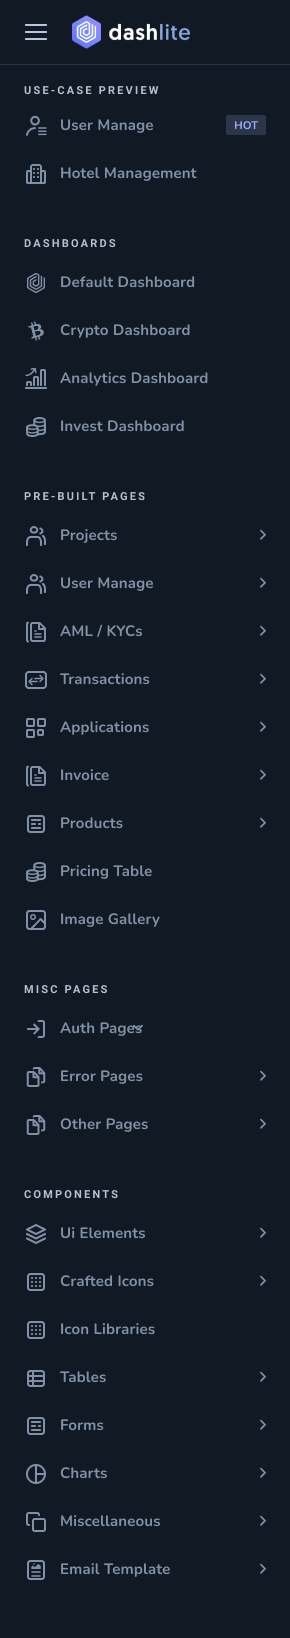 dashlite
USE-CASE PREVIEW
User Manage HOT
Hotel Management
DASHBOARDS
Default Dashboard
Crypto Dashboard
Analytics Dashboard
Invest Dashboard
PRE-BUILT PAGES
Projects
User Manage
AML / KYCs
Transactions
Applications
Invoice
Products
Pricing Table
Image Gallery
MISC PAGES
Auth Pages
Error Pages
Other Pages
COMPONENTS
Ui Elements
Crafted Icons
Icon Libraries
Tables
Forms
Charts
Miscellaneous
Email Template